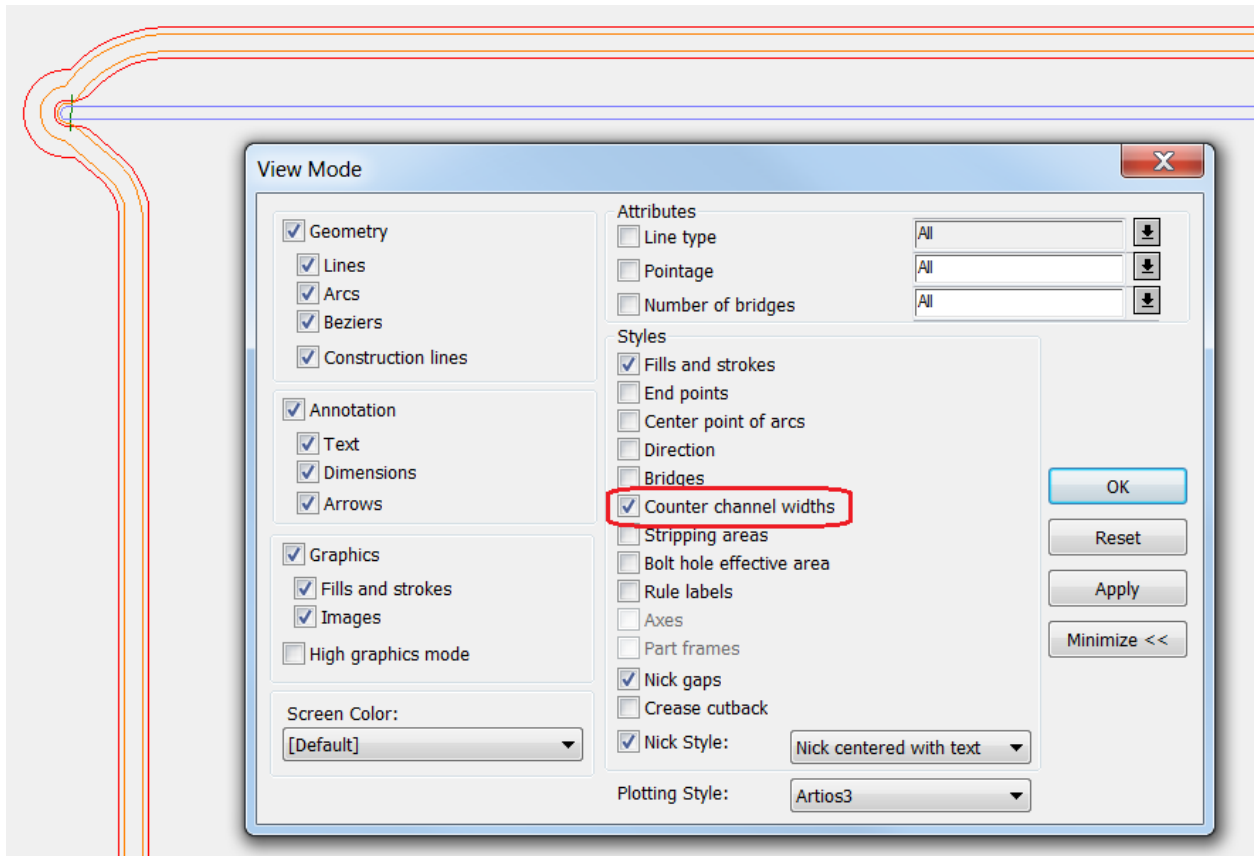 View Mode
X
Geometry
Lines
Arcs
Beziers
Construction lines
Annotation
Text
Dimensions
Arrows
Graphics
Fills and strokes
Images
High graphics mode
Screen Color:
[Default]
Attributes
Line type All
Pointage All
Number of bridges All
Styles
Fills and strokes
End points
Center point of arcs
Direction
Bridges
Counter channel widths
Stripping areas
Bolt hole effective area
Rule labels
Axes
Part frames
Nick gaps
Crease cutback
Nick Style: Nick centered with text
Plotting Style: Artios3
OK
Reset
Apply
Minimize <<